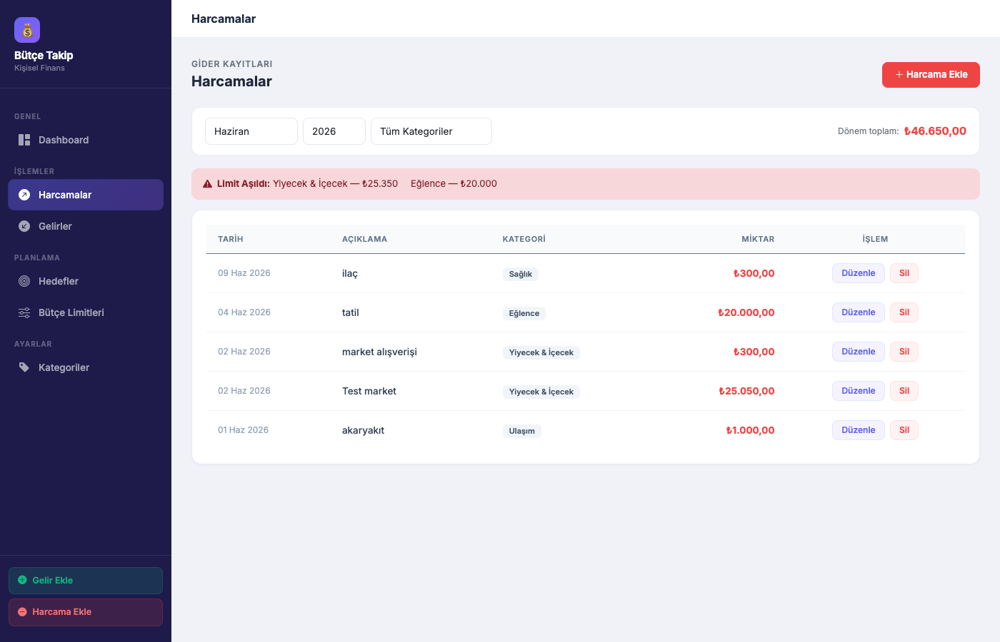 Bütçe Takip
Kişisel Finans
GENEL
Dashboard
İŞLEMLER
Harcamalar
Gelirler
PLANLAMA
Hedefler
Bütçe Limitleri
AYARLAR
Kategoriler
Gelir Ekle
Harcama Ekle
Harcamalar
GİDER KAYITLARI
Harcamalar
+ Harcama Ekle
Haziran 2026 Tüm Kategoriler Dönem toplam: ₺46.650,00
Limit Aşıldı: Yiyecek & İçecek — ₺25.350 Eğlence — ₺20.000
TARİH AÇIKLAMA KATEGORİ MİKTAR İŞLEM
09 Haz 2026 ilaç Sağlık ₺300,00 Düzenle Sil
04 Haz 2026 tatil Eğlence ₺20.000,00 Düzenle Sil
02 Haz 2026 market alışverişi Yiyecek & İçecek ₺300,00 Düzenle Sil
02 Haz 2026 Test market Yiyecek & İçecek ₺25.050,00 Düzenle Sil
01 Haz 2026 akaryakıt Ulaşım ₺1.000,00 Düzenle Sil